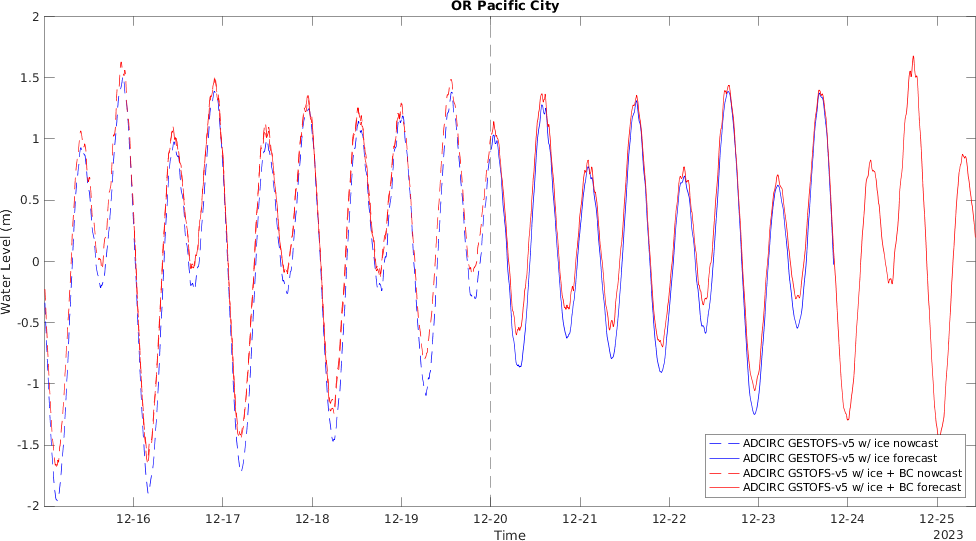 OR Pacific City
Water Level (m)
2
1.5
1
0.5
0
-0.5
-1
-1.5
-2
ADCIRC GESTOFS-v5 w/ ice nowcast
ADCIRC GESTOFS-v5 w/ ice forecast
ADCIRC GSTOFS-v5 w/ ice + BC nowcast
ADCIRC GSTOFS-v5 w/ ice + BC forecast
12-16 12-17 12-18 12-19 12-20 12-21 12-22 12-23 12-24 12-25
Time
2023